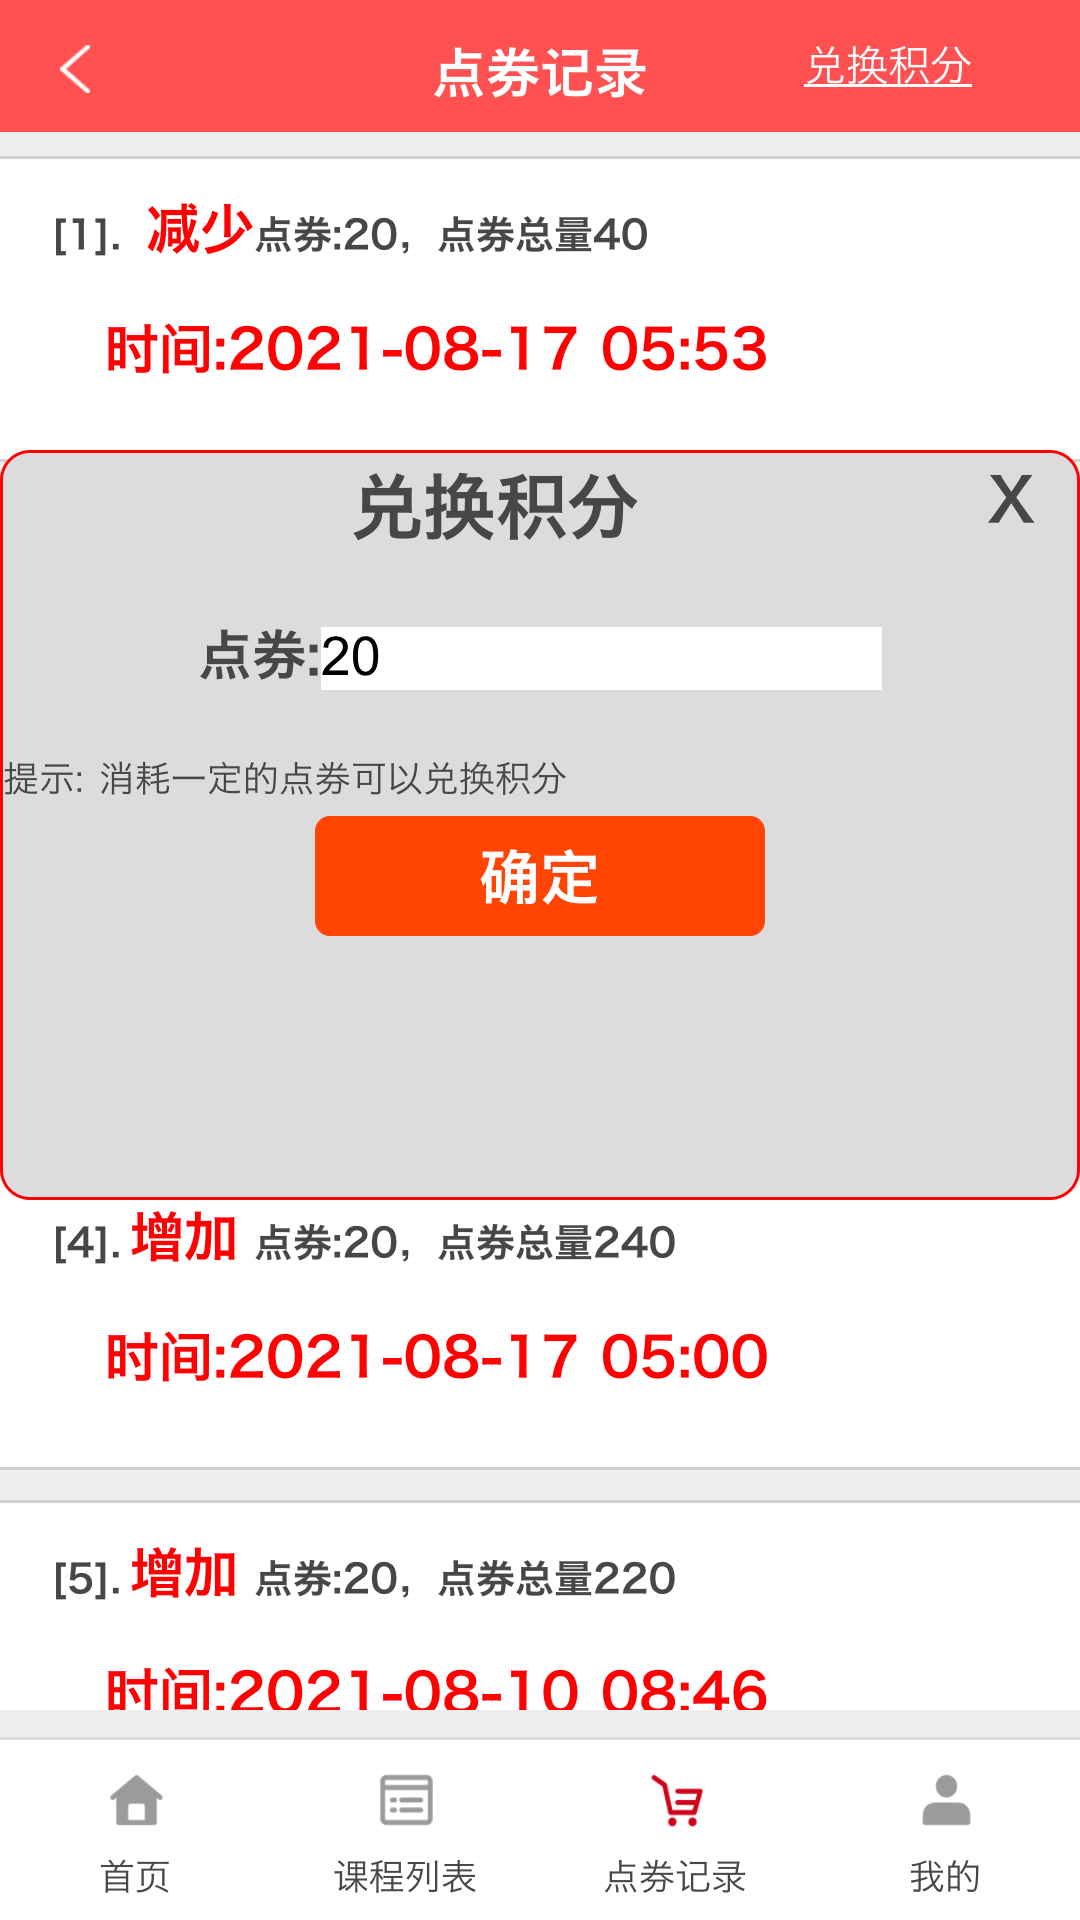 点券记录
兑换积分
[1]. 减少点券:20，点券总量40
时间:2021-08-17 05:53
兑换积分
X
点券:20
提示: 消耗一定的点券可以兑换积分
确定
[4]. 增加 点券:20，点券总量240
时间:2021-08-17 05:00
[5]. 增加 点券:20，点券总量220
时间:2021-08-10 08:46
首页
课程列表
点券记录
我的